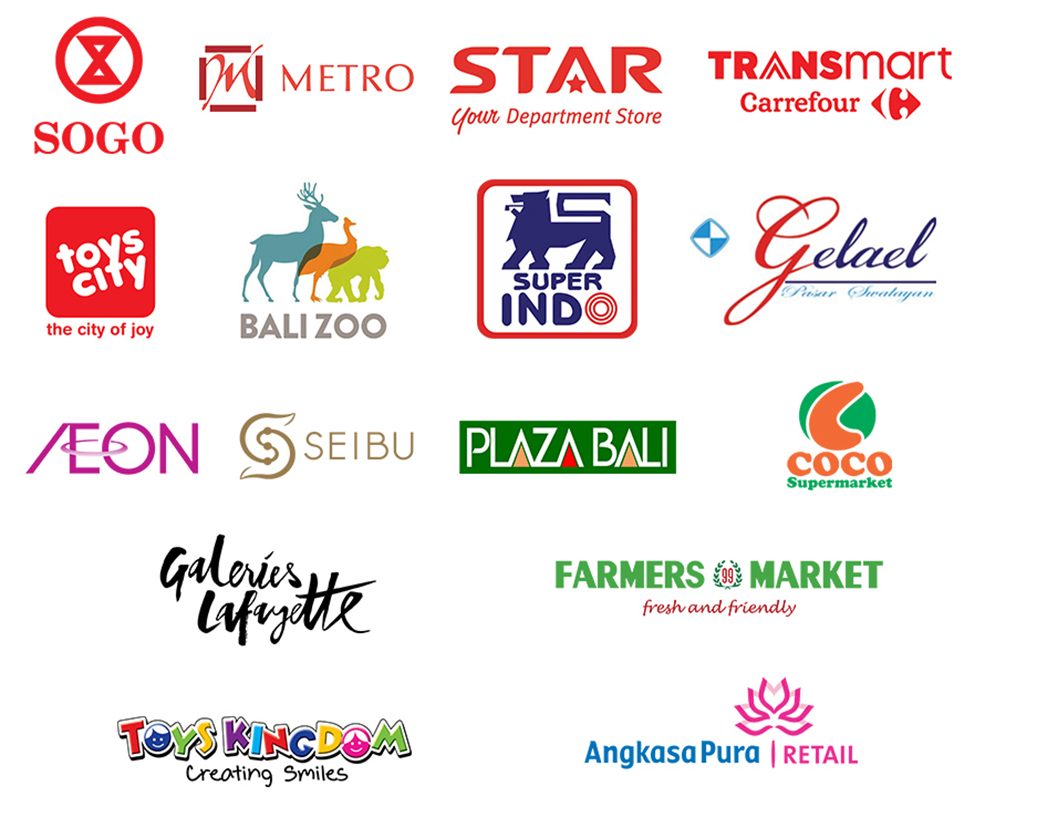 SOGO
METRO
STAR
Your Department Store
TRANSmart
Carrefour
toys
city
the city of joy
BALI ZOO
SUPER
INDO
Gelael
Pasar Swalayan
ÆON
SEIBU
PLAZA BALI
COCO
Supermarket
Galeries
Lafayette
FARMERS 99 MARKET
fresh and friendly
TOYS KINGDOM
Creating Smiles
AngkasaPura | RETAIL